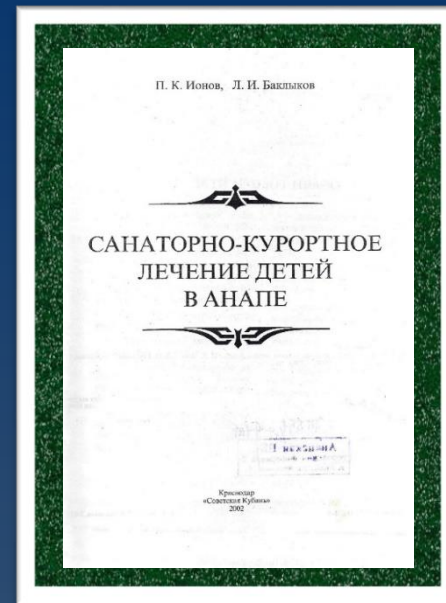 П. К. Ионов, Л. И. Баклыков
САНАТОРНО-КУРОРТНОЕ
ЛЕЧЕНИЕ ДЕТЕЙ
В АНАПЕ
Краснодар
«Советская Кубань»
2002